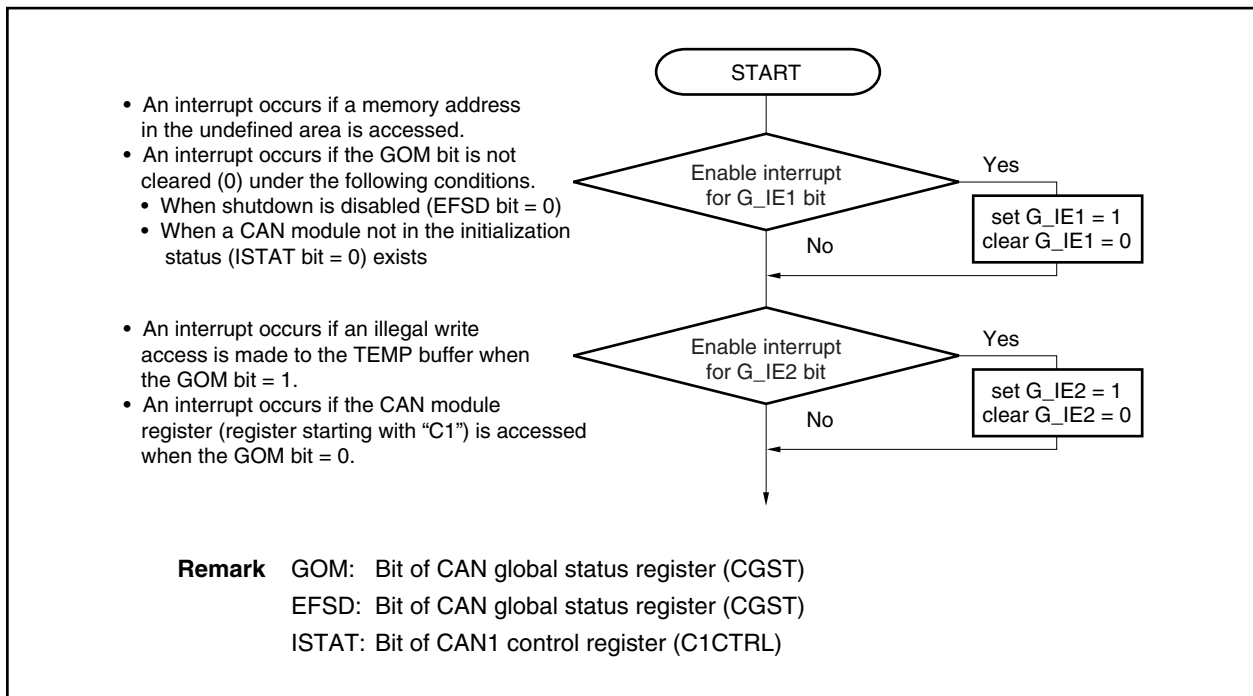 START
• An interrupt occurs if a memory address
in the undefined area is accessed.
• An interrupt occurs if the GOM bit is not
cleared (0) under the following conditions.
• When shutdown is disabled (EFSD bit = 0)
• When a CAN module not in the initialization
status (ISTAT bit = 0) exists
Enable interrupt
for G_IE1 bit
Yes
set G_IE1 = 1
clear G_IE1 = 0
No
• An interrupt occurs if an illegal write
access is made to the TEMP buffer when
the GOM bit = 1.
• An interrupt occurs if the CAN module
register (register starting with “C1”) is accessed
when the GOM bit = 0.
Enable interrupt
for G_IE2 bit
Yes
set G_IE2 = 1
clear G_IE2 = 0
No
Remark GOM: Bit of CAN global status register (CGST)
EFSD: Bit of CAN global status register (CGST)
ISTAT: Bit of CAN1 control register (C1CTRL)